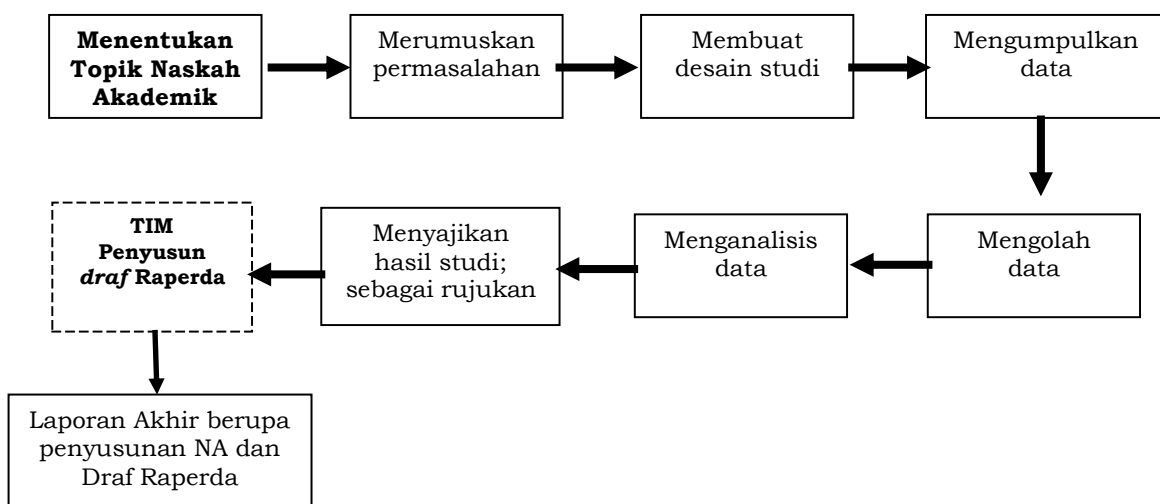 Menentukan
Topik Naskah
Akademik
Merumuskan
permasalahan
Membuat
desain studi
Mengumpulkan
data
Mengolah
data
Menganalisis
data
Menyajikan
hasil studi;
sebagai rujukan
TIM
Penyusun
draf Raperda
Laporan Akhir berupa
penyusunan NA dan
Draf Raperda